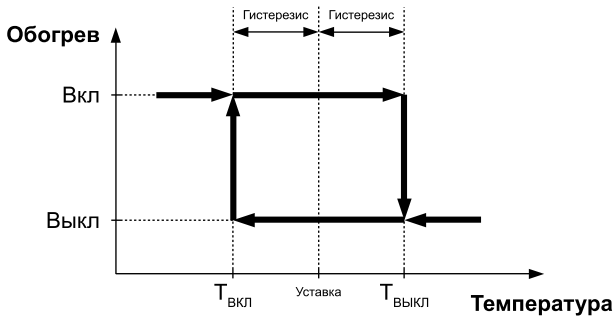 Гистерезис Гистерезис
Обогрев
Вкл
Выкл
TВКЛ Уставка TВЫКЛ
Температура